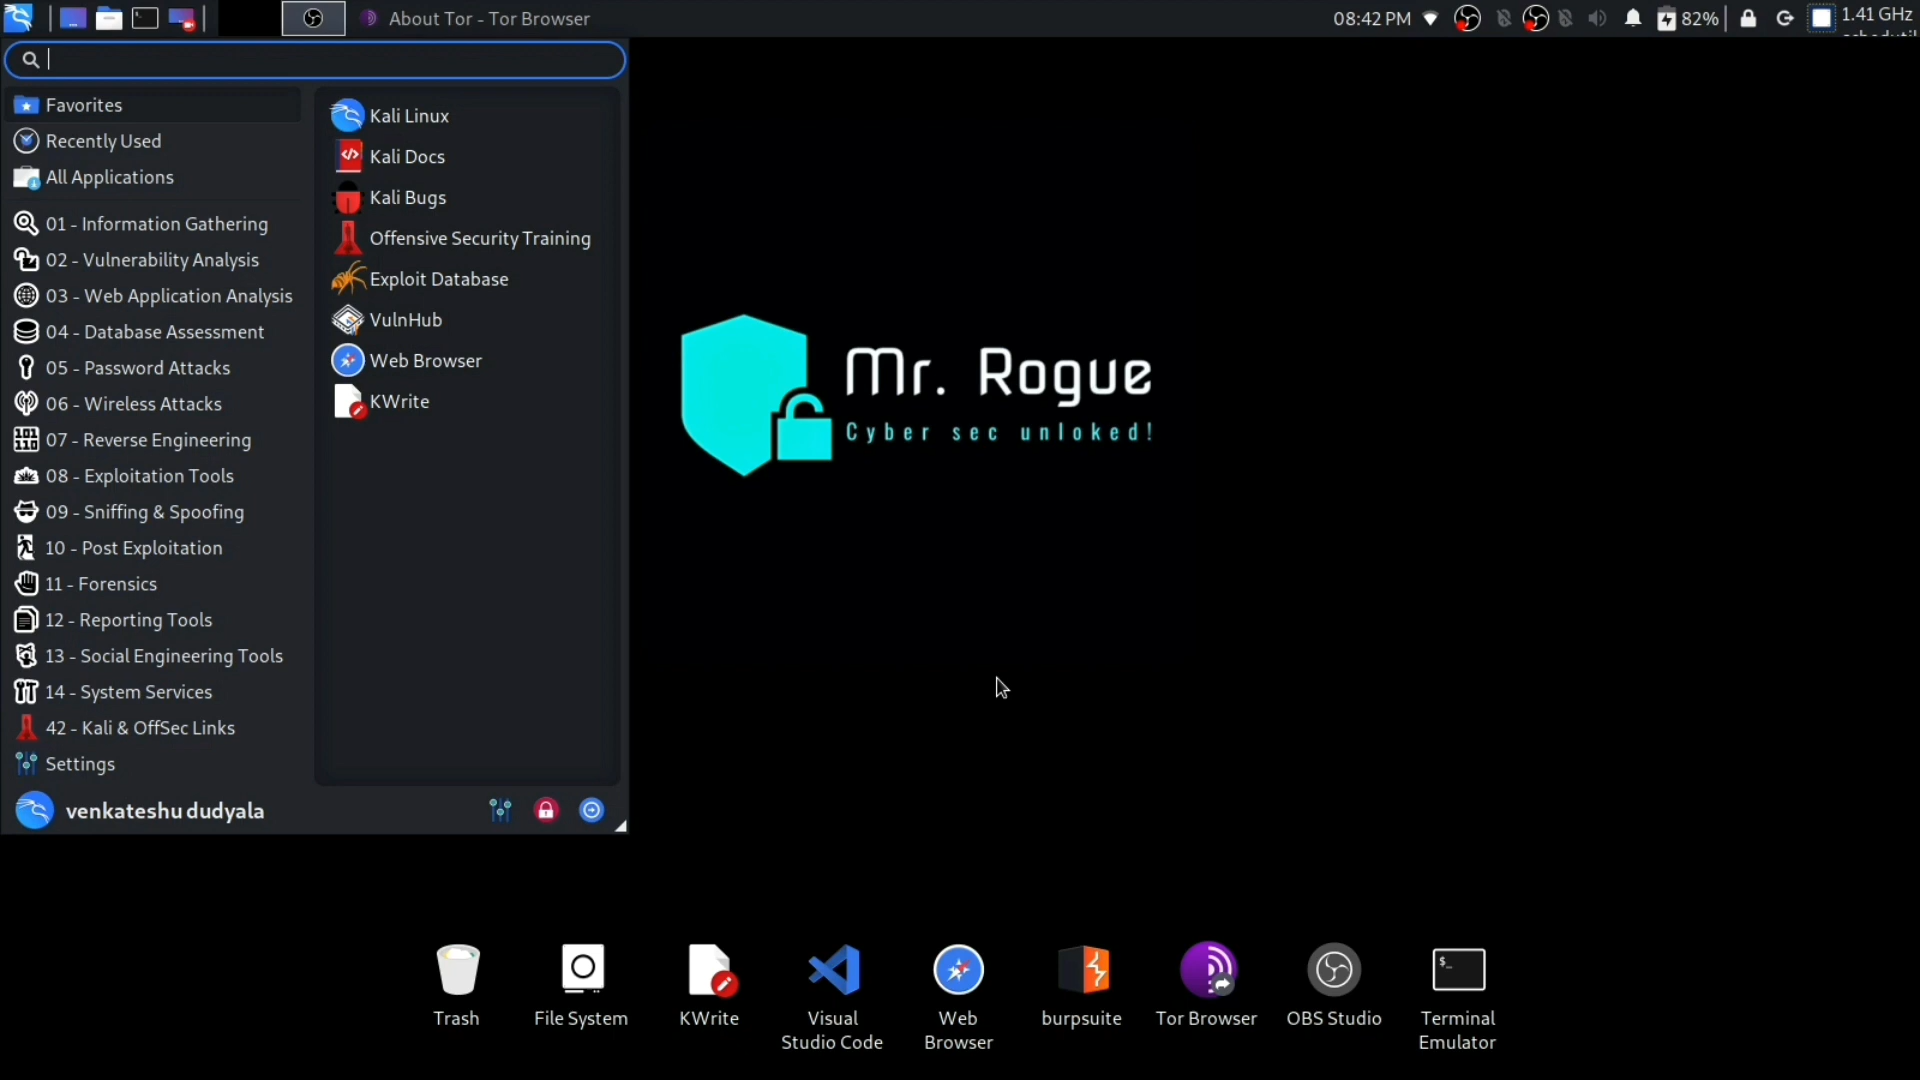 About Tor - Tor Browser
08:42 PM
82%
1.41 GHz
Favorites
Recently Used
All Applications
01 - Information Gathering
02 - Vulnerability Analysis
03 - Web Application Analysis
04 - Database Assessment
05 - Password Attacks
06 - Wireless Attacks
07 - Reverse Engineering
08 - Exploitation Tools
09 - Sniffing & Spoofing
10 - Post Exploitation
11 - Forensics
12 - Reporting Tools
13 - Social Engineering Tools
14 - System Services
42 - Kali & OffSec Links
Settings
venkateshu dudyala
Kali Linux
Kali Docs
Kali Bugs
Offensive Security Training
Exploit Database
VulnHub
Web Browser
KWrite
Mr. Rogue
Cyber sec unloked!
Trash
File System
KWrite
Visual
Studio Code
Web
Browser
burpsuite
Tor Browser
OBS Studio
Terminal
Emulator